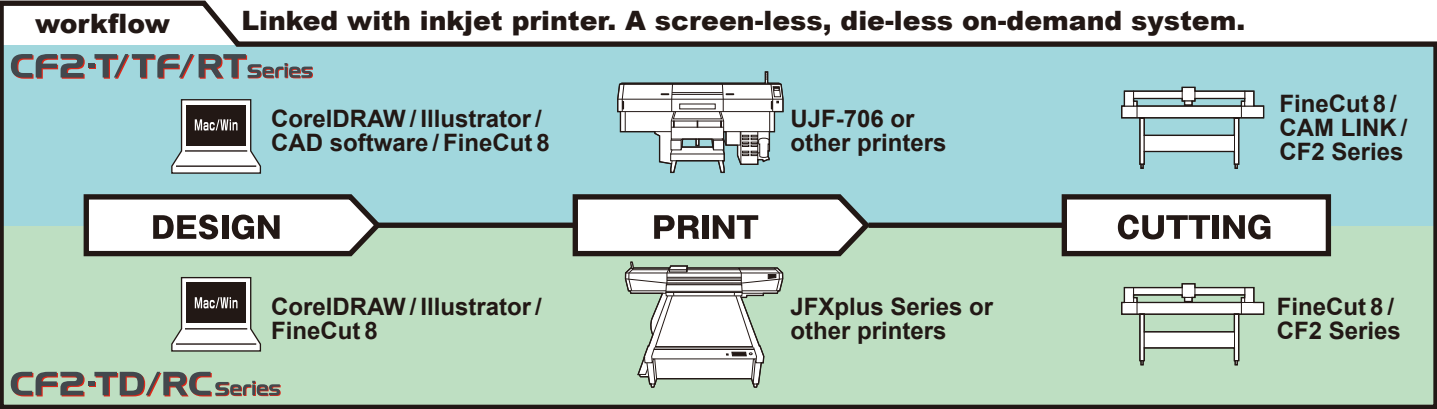 workflow
Linked with inkjet printer. A screen-less, die-less on-demand system.
CF2-T/TF/RT Series
Mac/Win
CorelDRAW / Illustrator /
CAD software / FineCut 8
UJF-706 or
other printers
FineCut 8 /
CAM LINK /
CF2 Series
DESIGN
PRINT
CUTTING
Mac/Win
CorelDRAW / Illustrator /
FineCut 8
JFXplus Series or
other printers
FineCut 8 /
CF2 Series
CF2-TD/RC Series